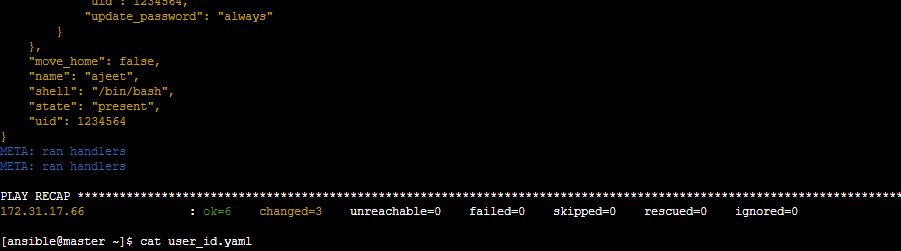 "uid": 1234564,
"update_password": "always"
}
},
"move_home": false,
"name": "ajeet",
"shell": "/bin/bash",
"state": "present",
"uid": 1234564
}
META: ran handlers
META: ran handlers
PLAY RECAP *********************************************************************************************************************
172.31.17.66 : ok=6 changed=3 unreachable=0 failed=0 skipped=0 rescued=0 ignored=0
[ansible@master ~]$ cat user_id.yaml